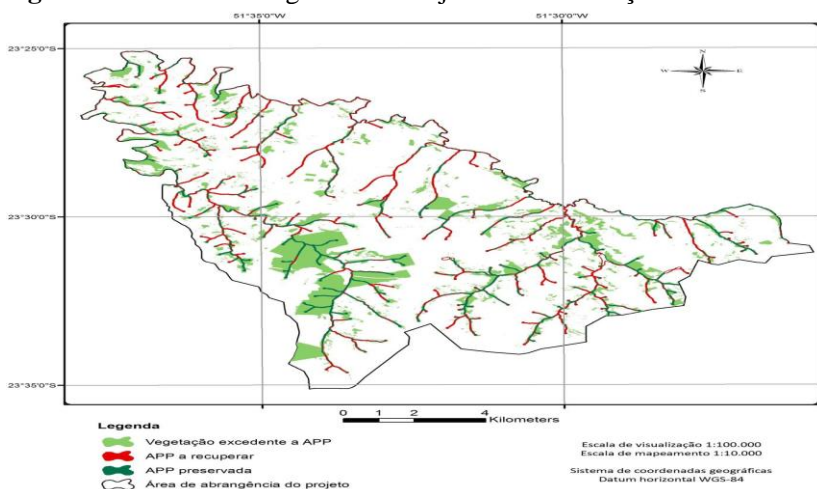 51°35'0"W
51°30'0"W
23°25'0"S
N
W
E
S
23°30'0"S
23°35'0"S
0 1 2 4
Kilometers
Legenda
Vegetação excedente a APP
APP a recuperar
APP preservada
Área de abrangência do projeto
Escala de visualização 1:100.000
Escala de mapeamento 1:10.000
Sistema de coordenadas geográficas
Datum horizontal WGS-84